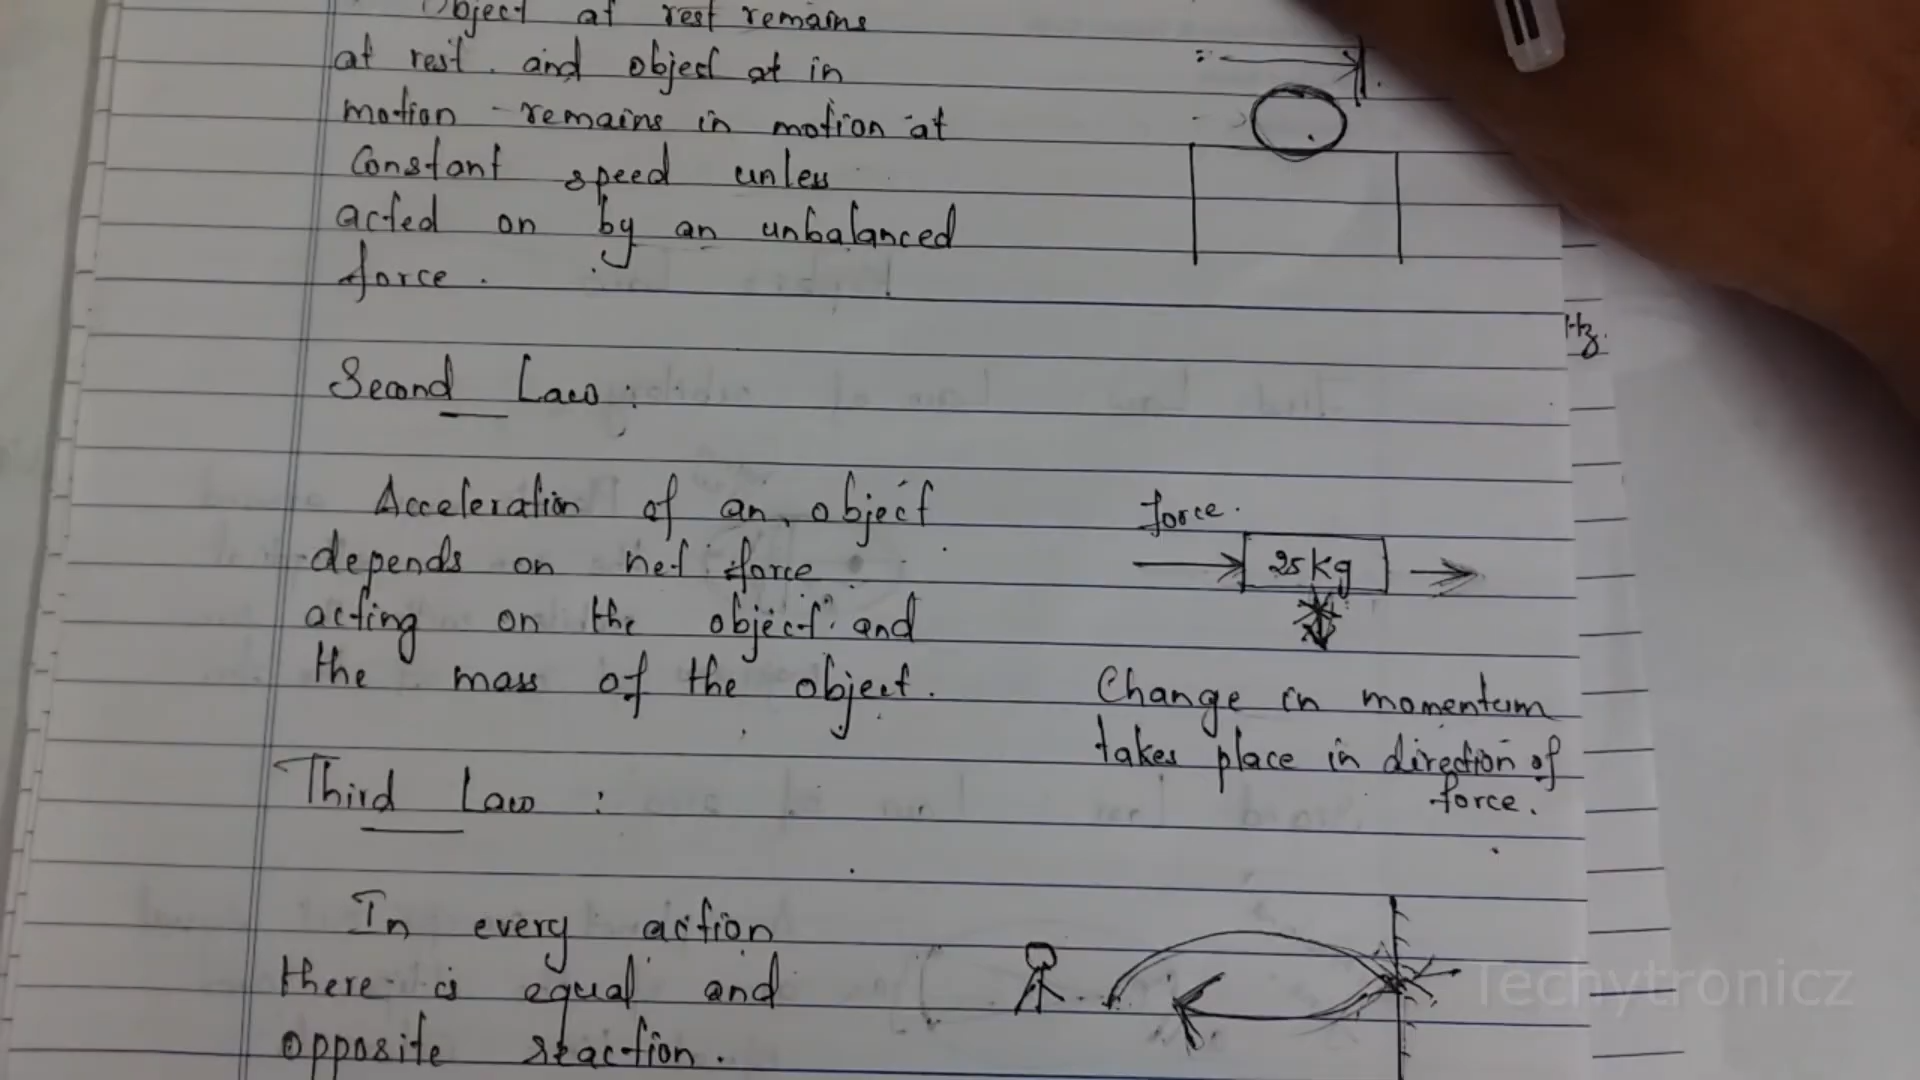 Object at rest remains
at rest. and object at in
motion - remains in motion at
Constant speed unless
acted on by an unbalanced
force.
Hz.
Second Law:
Acceleration of an object
depends on net force
acting on the object and
the mass of the object.
force.
25 kg
Change in momentum
takes place in direction of
force.
Third Law :
In every action
there is equal and
opposite reaction.
Techytronicz